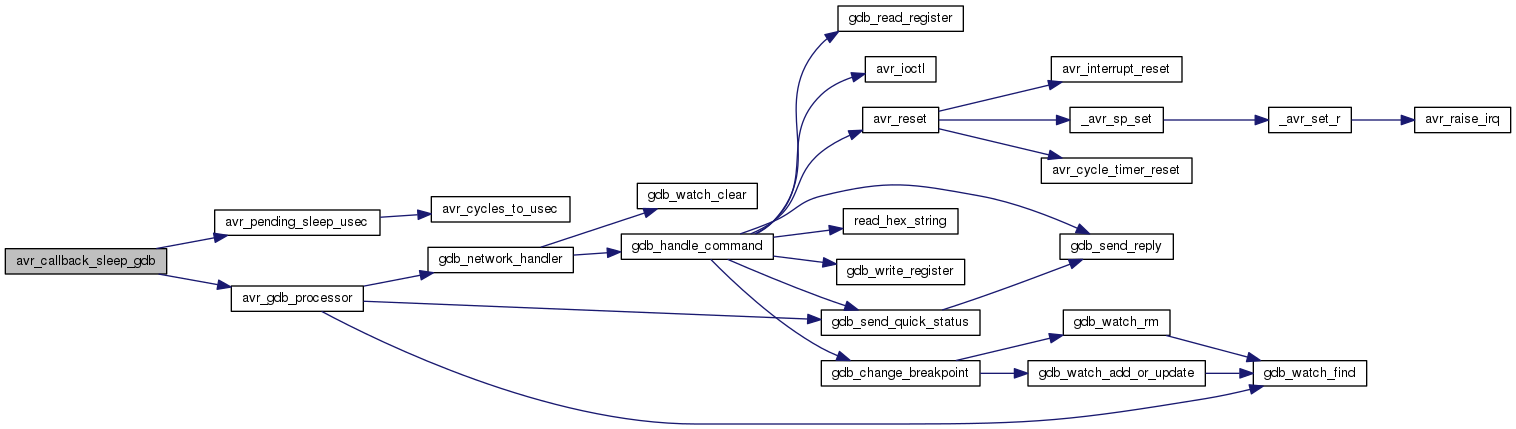 gdb_read_register
avr_ioctl
avr_interrupt_reset
avr_reset
_avr_sp_set
_avr_set_r
avr_raise_irq
avr_cycle_timer_reset
gdb_watch_clear
avr_cycles_to_usec
avr_pending_sleep_usec
read_hex_string
gdb_handle_command
gdb_send_reply
avr_callback_sleep_gdb
gdb_network_handler
gdb_write_register
avr_gdb_processor
gdb_send_quick_status
gdb_watch_rm
gdb_change_breakpoint
gdb_watch_add_or_update
gdb_watch_find